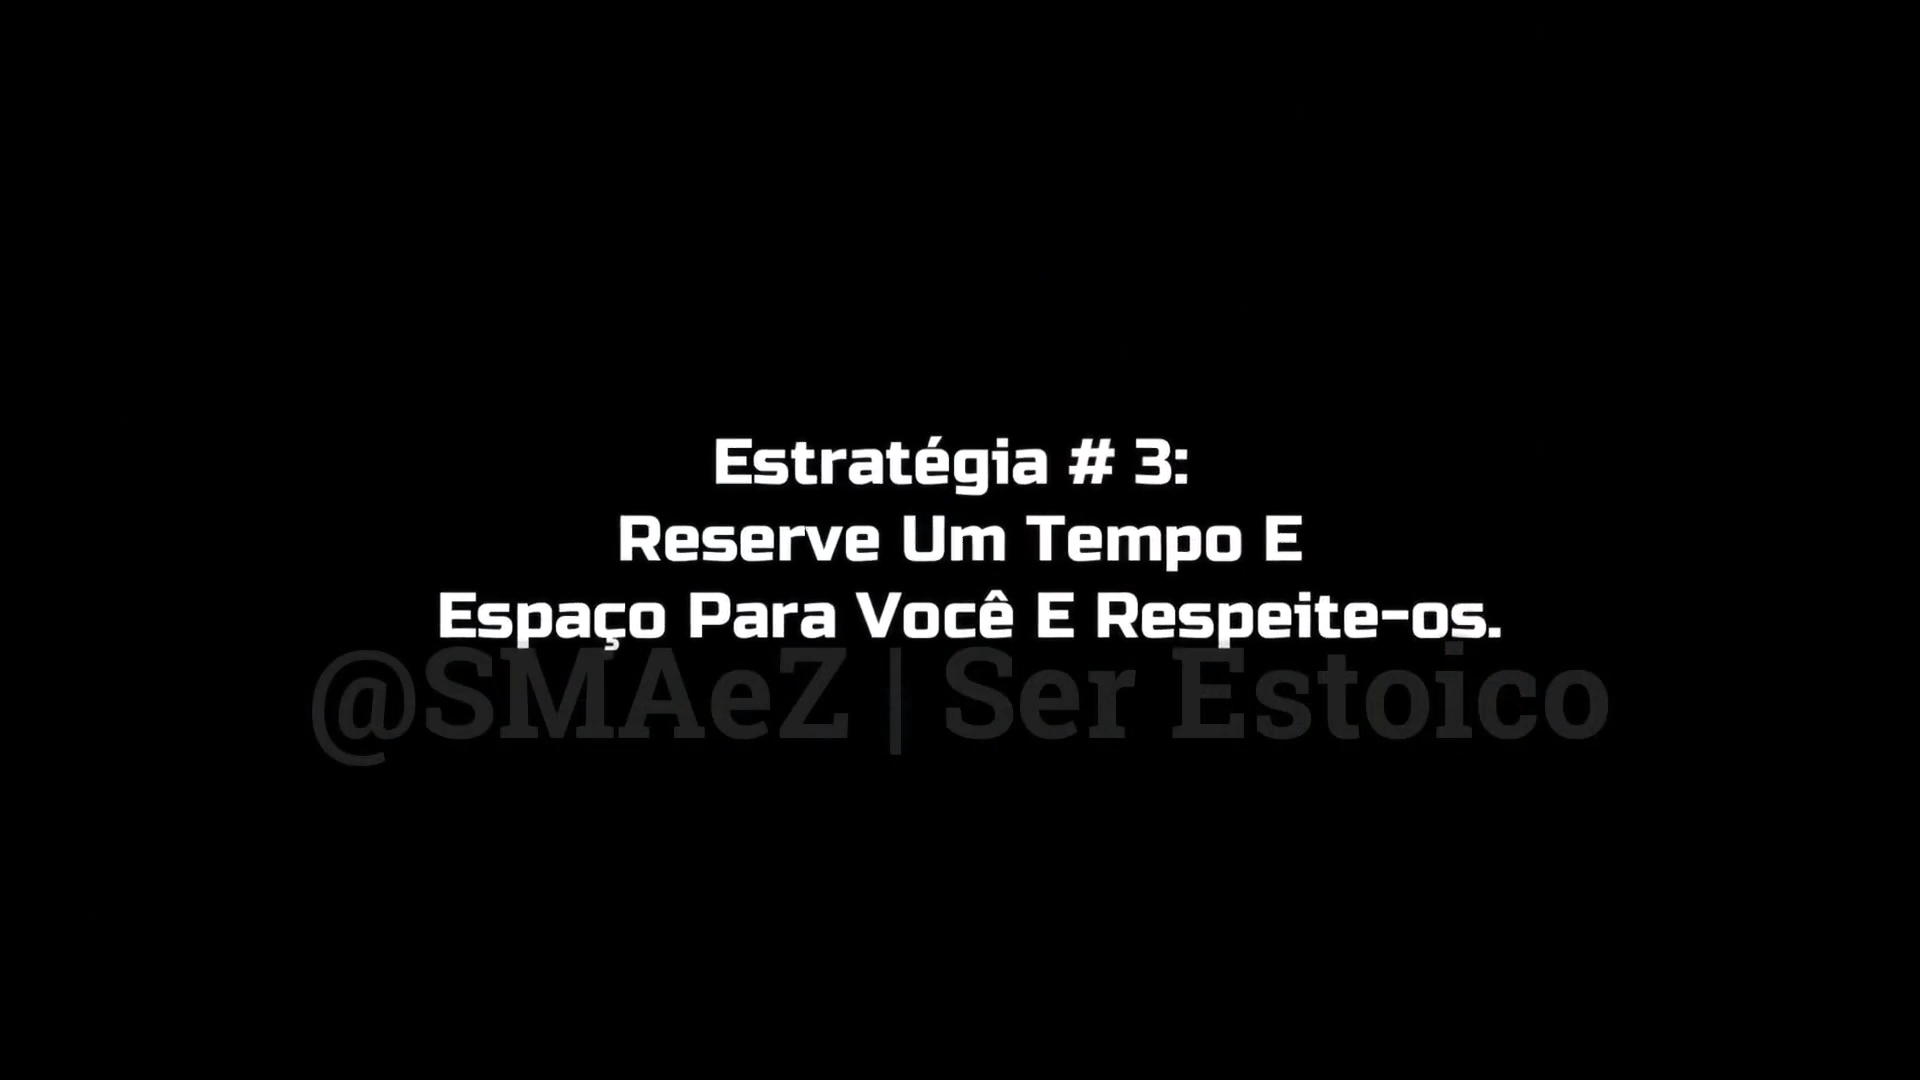 Estratégia # 3:
Reserve Um Tempo E
Espaço Para Você E Respeite-os.
@SMAeZ | Ser Estoico